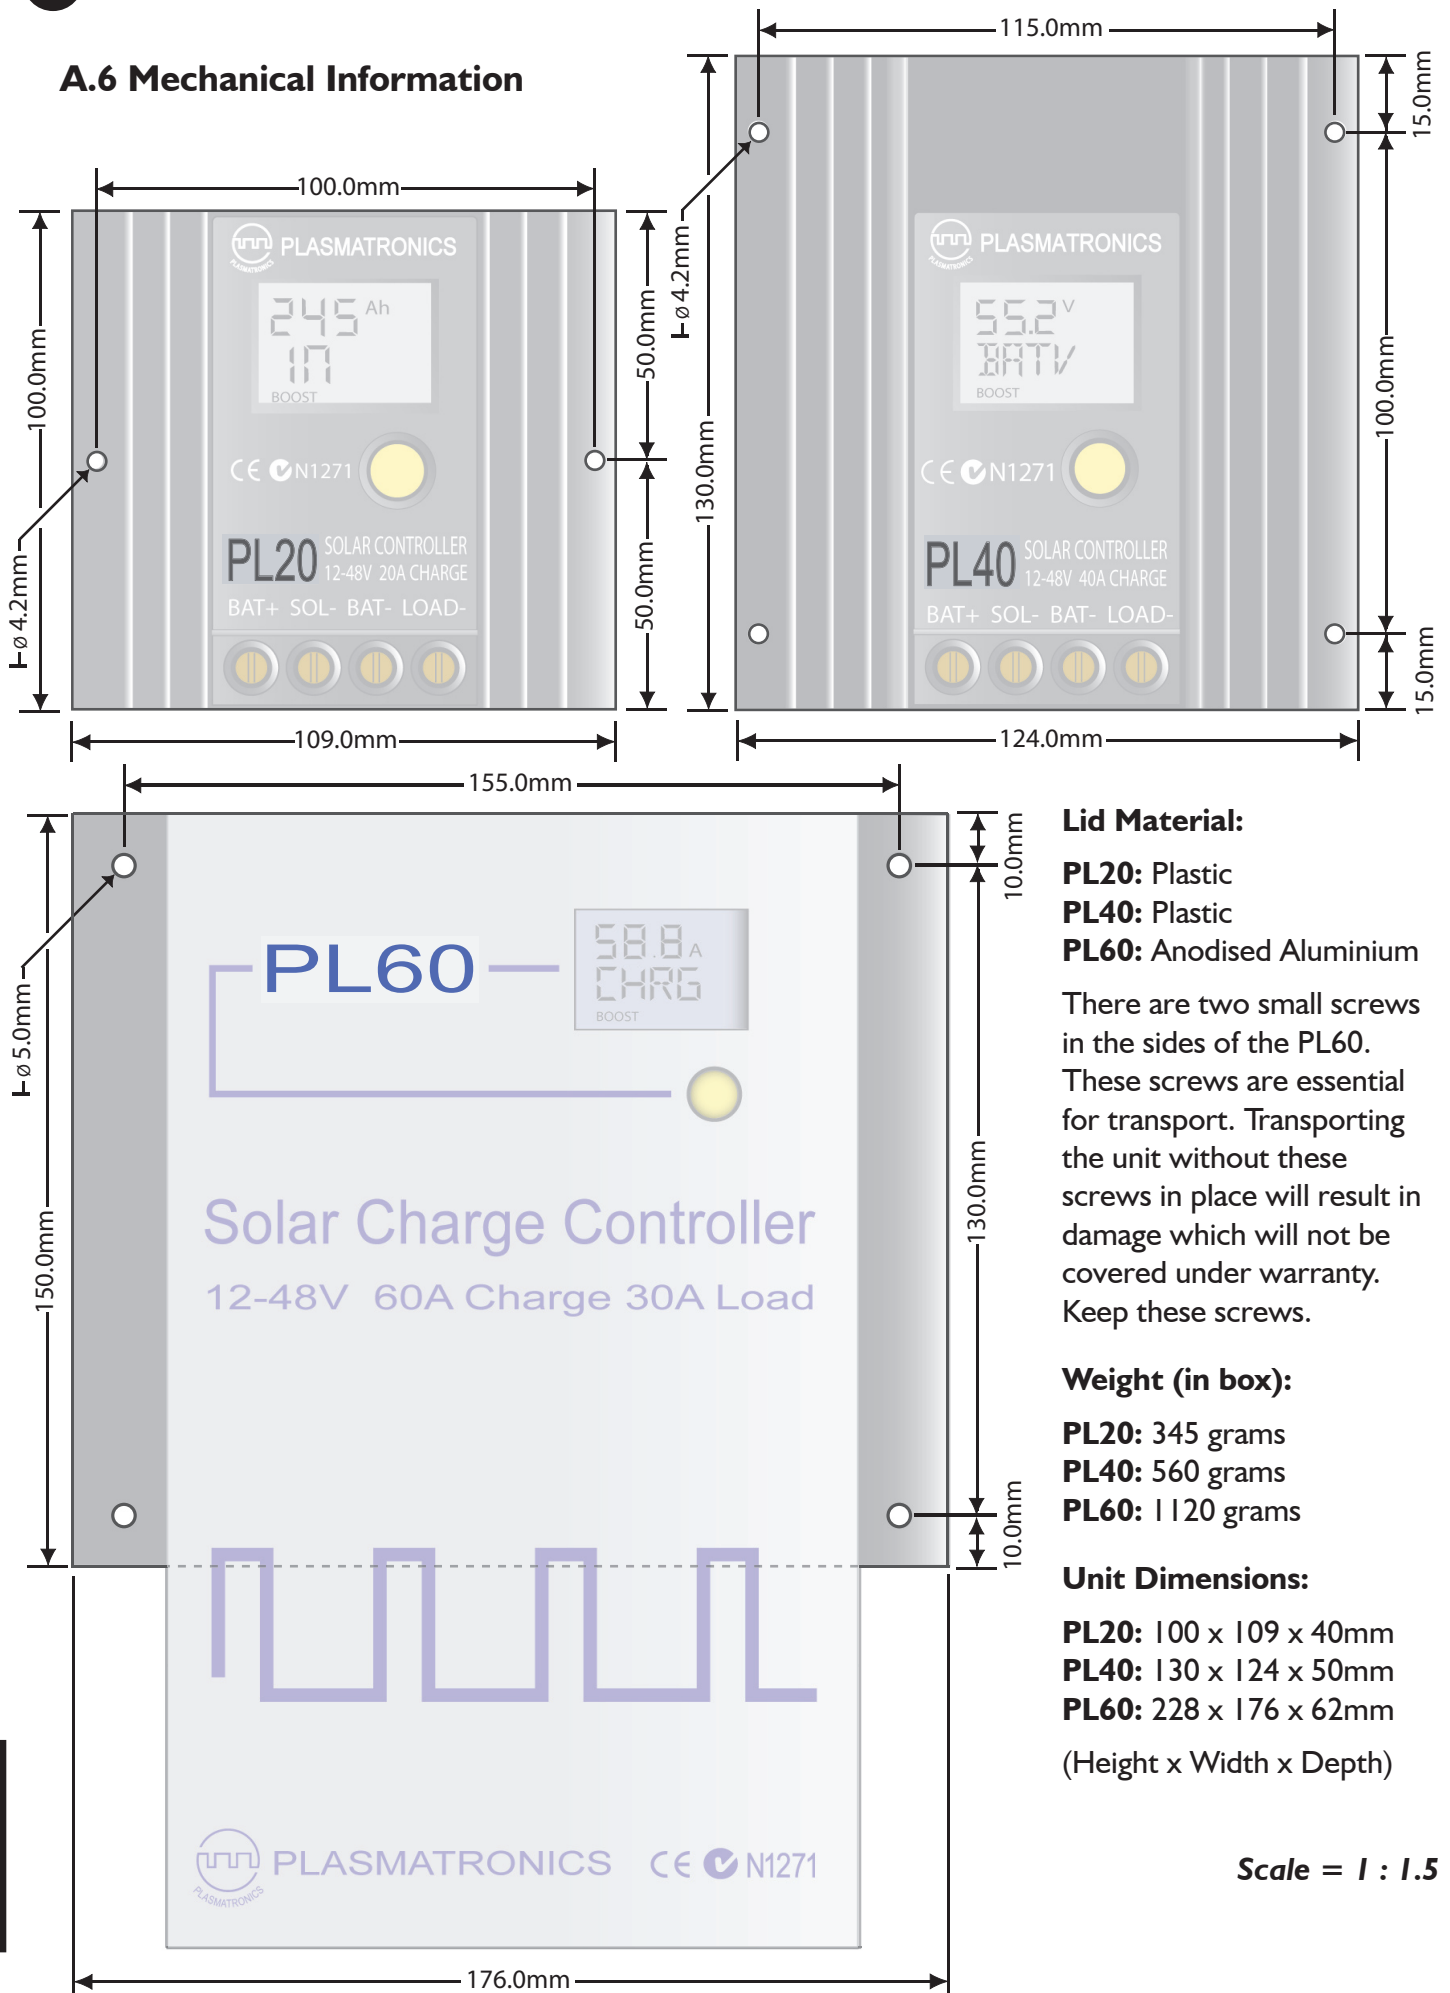 A.6 Mechanical Information
100.0mm
100.0mm
50.0mm
50.0mm
ø 4.2mm
109.0mm
PLASMATRONICS
PLASMATRONICS
245 Ah
IN
BOOST
CE N1271
PL20 SOLAR CONTROLLER
12-48V 20A CHARGE
BAT+ SOL- BAT- LOAD-
115.0mm
15.0mm
ø 4.2mm
130.0mm
100.0mm
15.0mm
124.0mm
PLASMATRONICS
PLASMATRONICS
55.2 V
BATV
BOOST
CE N1271
PL40 SOLAR CONTROLLER
12-48V 40A CHARGE
BAT+ SOL- BAT- LOAD-
155.0mm
10.0mm
ø 5.0mm
150.0mm
130.0mm
10.0mm
176.0mm
PL60
58.8 A
CHRG
BOOST
Solar Charge Controller
12-48V 60A Charge 30A Load
PLASMATRONICS
PLASMATRONICS CE N1271
Lid Material:
PL20: Plastic
PL40: Plastic
PL60: Anodised Aluminium
There are two small screws
in the sides of the PL60.
These screws are essential
for transport. Transporting
the unit without these
screws in place will result in
damage which will not be
covered under warranty.
Keep these screws.
Weight (in box):
PL20: 345 grams
PL40: 560 grams
PL60: 1120 grams
Unit Dimensions:
PL20: 100 x 109 x 40mm
PL40: 130 x 124 x 50mm
PL60: 228 x 176 x 62mm
(Height x Width x Depth)
Scale = 1 : 1.5